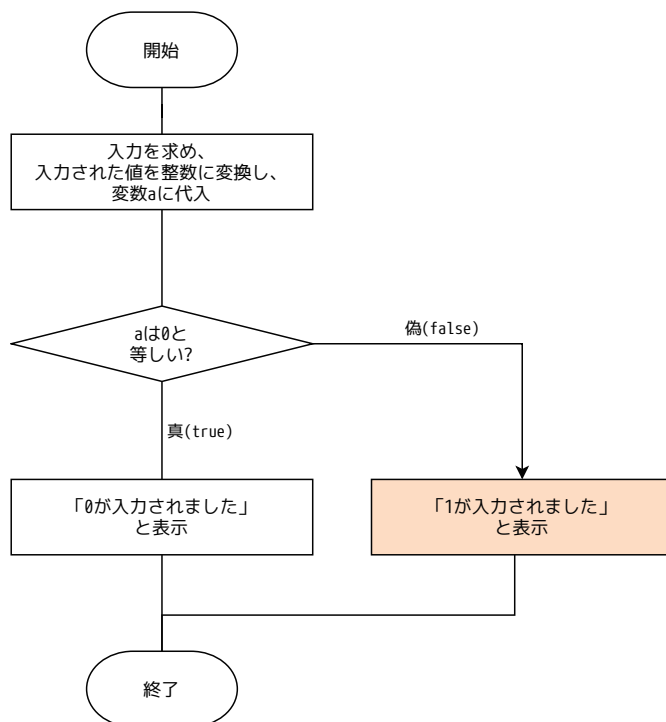 開始
入力を求め、
入力された値を整数に変換し、
変数aに代入
aは0と
等しい?
偽(false)
真(true)
「0が入力されました」
と表示
「1が入力されました」
と表示
終了